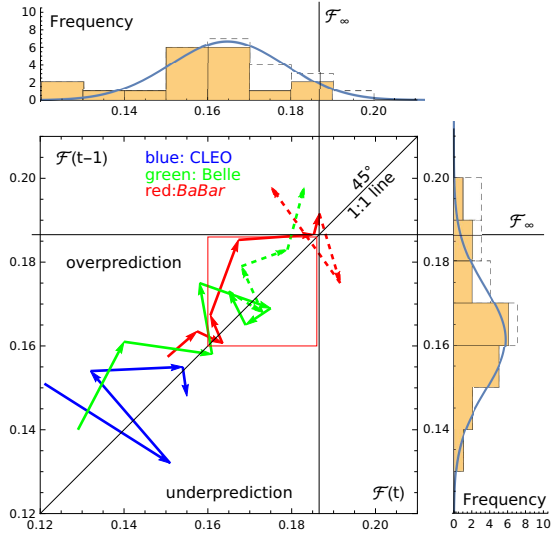 10
8
6
4
2
0
Frequency
ℱ∞
0.14
0.16
0.18
0.20
ℱ(t–1)
blue: CLEO
green: Belle
red:BaBar
45°
1:1 line
0.20
0.18
0.16
0.14
0.12
overprediction
underprediction
ℱ(t)
0.12
0.14
0.16
0.18
0.20
ℱ∞
0.20
0.18
0.16
0.14
Frequency
0 2 4 6 8 10